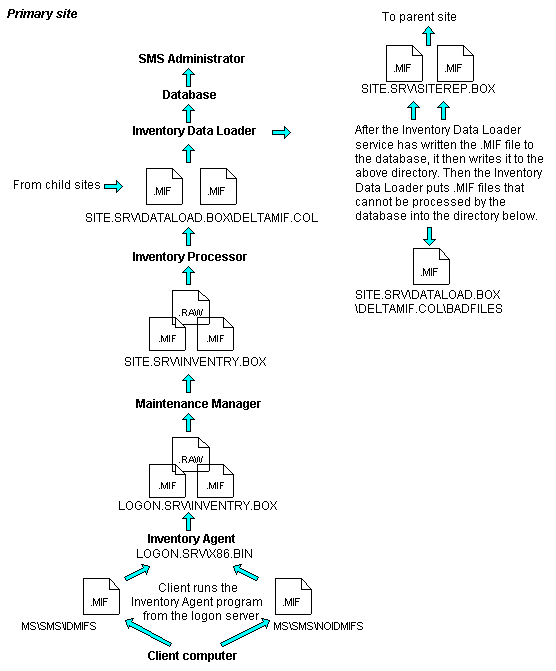 Primary site
To parent site
.MIF .MIF
SITE.SRV\SITEREP.BOX
SMS Administrator
Database
Inventory Data Loader
After the Inventory Data Loader
service has written the .MIF file to
the database, it then writes it to the
above directory. Then the Inventory
Data Loader puts .MIF files that
cannot be processed by the
database into the directory below.
From child sites
.MIF .MIF
SITE.SRV\DATALOAD.BOX\DELTAMIF.COL
.MIF
SITE.SRV\DATALOAD.BOX
\DELTAMIF.COL\BADFILES
Inventory Processor
.RAW
.MIF .MIF
SITE.SRV\INVENTRY.BOX
Maintenance Manager
.RAW
.MIF .MIF
LOGON.SRV\INVENTRY.BOX
Inventory Agent
LOGON.SRV\X86.BIN
Client runs the
Inventory Agent program
from the logon server
.MIF
MS\SMS\IDMIFS
.MIF
MS\SMS\NOIDMIFS
Client computer